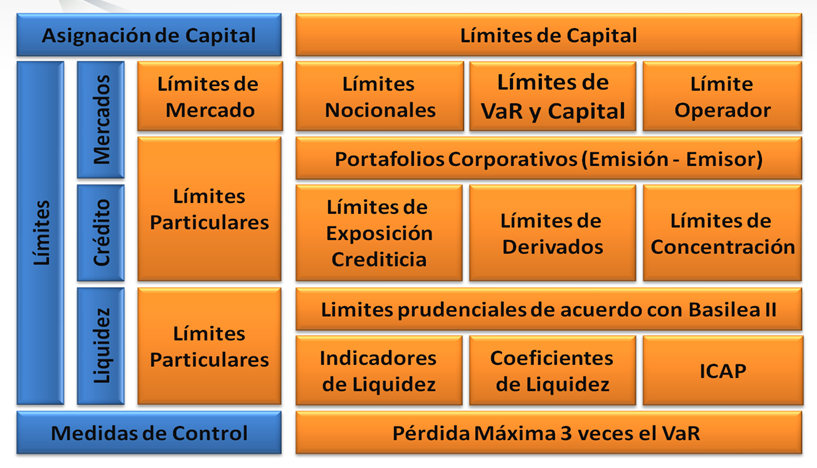 Asignación de Capital
Límites de Capital
Límites
Mercados
Límites de
Mercado
Límites
Nocionales
Límites de
VaR y Capital
Límite
Operador
Portafolios Corporativos (Emisión - Emisor)
Crédito
Límites
Particulares
Límites de
Exposición
Crediticia
Límites de
Derivados
Límites de
Concentración
Liquidez
Límites
Particulares
Limites prudenciales de acuerdo con Basilea II
Indicadores
de Liquidez
Coeficientes
de Liquidez
ICAP
Medidas de Control
Pérdida Máxima 3 veces el VaR